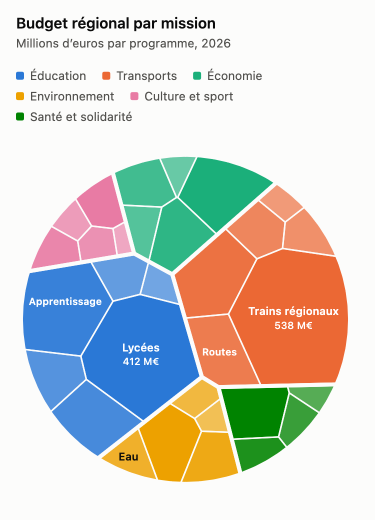 Budget régional par mission
Millions d’euros par programme, 2026
Éducation
Transports
Économie
Environnement
Culture et sport
Santé et solidarité
Apprentissage
Trains régionaux
538 M€
Lycées
412 M€
Routes
Eau